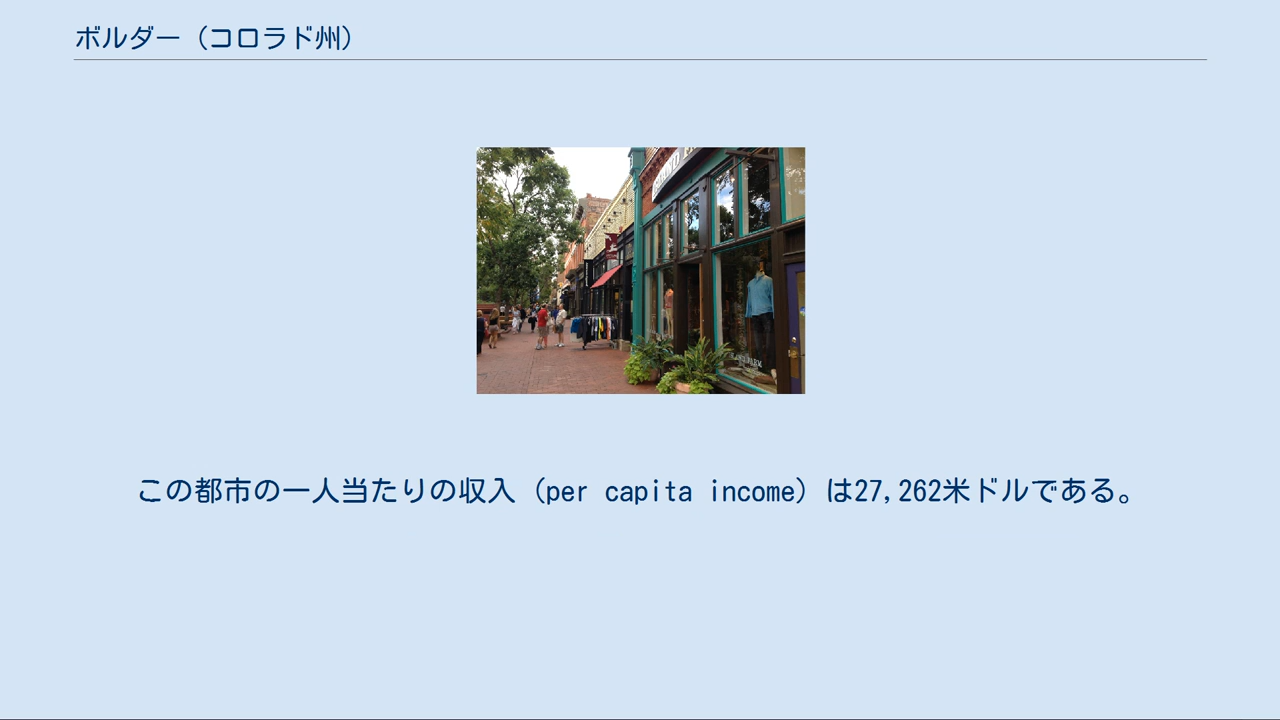 ボルダー（コロラド州）
この都市の一人当たりの収入（per capita income）は27,262米ドルである。